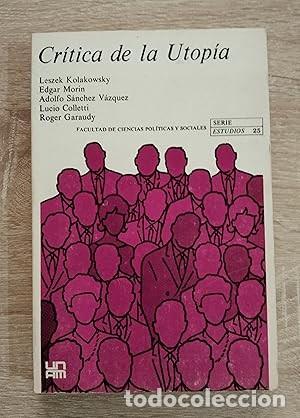 Crítica de la Utopía
Leszek Kolakowsky
Edgar Morin
Adolfo Sánchez Vázquez
Lucio Colletti
Roger Garaudy
FACULTAD DE CIENCIAS POLÍTICAS Y SOCIALES
SERIE
ESTUDIOS 25
UNAM
todocoleccion.net